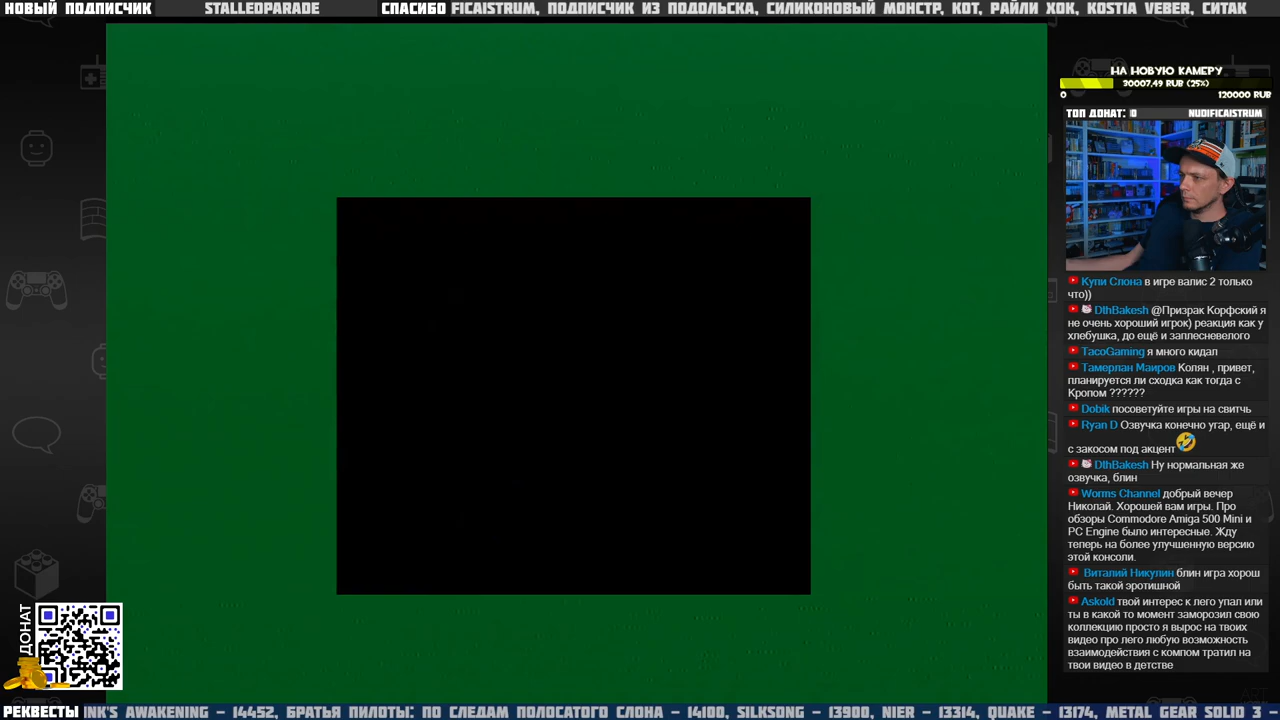 НОВЫЙ ПОДПИСЧИК
STALLEOPARADE
СПАСИБО
FICAISTRUM, ПОДПИСЧИК ИЗ ПОДОЛЬСКА, СИЛИКОНОВЫЙ МОНСТР, КОТ, РАЙЛИ ХОК, KOSTIA VEBER, СИТАК
НА НОВУЮ КАМЕРУ
30007,49 RUB (25%)
0
120000 RUB
ТОП ДОНАТ: 0
NUDIFICAISTRUM
Купи Слона в игре валис 2 только
что))
DthBakesh @Призрак Корфский я
не очень хороший игрок) реакция как у
хлебушка, до ещё и заплесневелого
TacoGaming я много кидал
Тамерлан Маиров Колян , привет,
планируется ли сходка как тогда с
Кропом ??????
Dobik посоветуйте игры на свитчь
Ryan D Озвучка конечно угар, ещё и
с закосом под акцент🤣
DthBakesh Ну нормальная же
озвучка, блин
Worms Channel добрый вечер
Николай. Хорошей вам игры. Про
обзоры Commodore Amiga 500 Mini и
PC Engine было интересные. Жду
теперь на более улучшенную версию
этой консоли.
Виталий Никулин блин игра хорош
быть такой эротишной
Askold твой интерес к лего упал или
ты в какой то момент заморозил свою
коллекцию просто я вырос на твоих
видео про лего любую возможность
взаимодействия с компом тратил на
твои видео в детстве
ДОНАТ
РЕКВЕСТЫ
INK'S AWAKENING – 14452, БРАТЬЯ ПИЛОТЫ: ПО СЛЕДАМ ПОЛОСАТОГО СЛОНА – 14100, SILKSONG – 13900, NIER – 13314, QUAKE – 13174, METAL GEAR SOLID 3 –